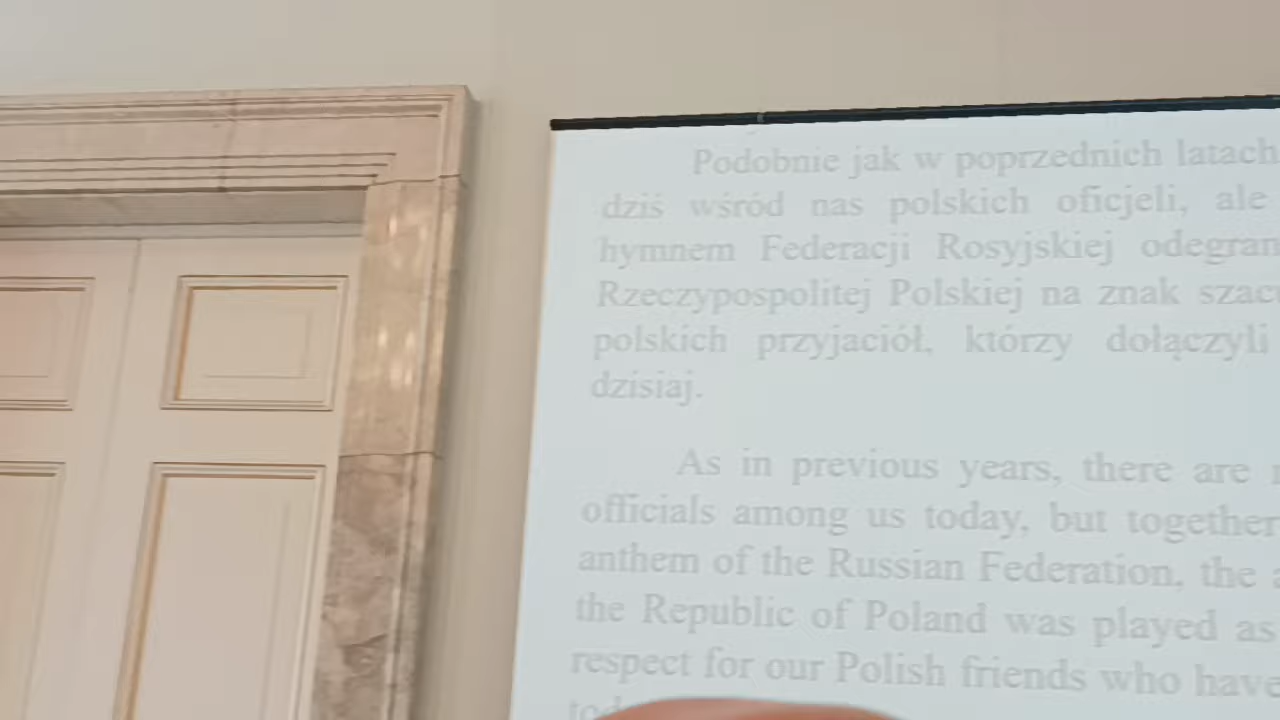 Podobnie jak w poprzednich latach
dziś wśród nas polskich oficjeli, ale
hymnem Federacji Rosyjskiej
Rzeczypospolitej Polskiej na znak
polskich przyjaciół, którzy dołączyli
dzisiaj.
As in previous years, there are
officials among us today, but together
anthem of the Russian Federation, the
the Republic of Poland was played as
respect for our Polish friends who have